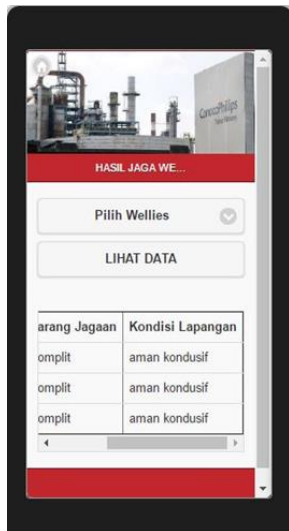 ConocoPhillips
HASIL JAGA WE...
Pilih Wellies
LIHAT DATA
arang Jagaan Kondisi Lapangan
omplit aman kondusif
omplit aman kondusif
omplit aman kondusif